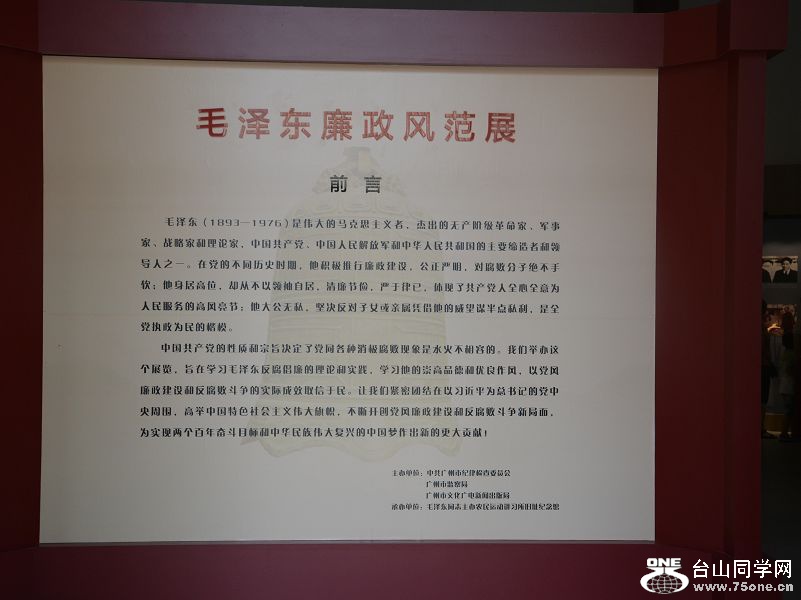 毛泽东廉政风范展
前言
毛泽东（1893—1976）是伟大的马克思主义者，杰出的无产阶级革命家、军事
家、战略家和理论家，中国共产党、中国人民解放军和中华人民共和国的主要缔造者和领
导人之一。在党的不同历史时期，他积极推行廉政建设，公正严明，对腐败分子绝不手
软；他身居高位，却从不以领袖自居，清廉节俭，严于律已，体现了共产党人全心全意为
人民服务的高风亮节；他大公无私，坚决反对子女或亲属凭借他的威望谋半点私利，是全
党执政为民的楷模。
中国共产党的性质和宗旨决定了党同各种消极腐败现象是水火不相容的。我们举办这
个展览，旨在学习毛泽东反腐倡廉的理论和实践，学习他的崇高品德和优良作风，以党风
廉政建设和反腐败斗争的实际成效取信于民。让我们紧密团结在以习近平为总书记的党中
央周围，高举中国特色社会主义伟大旗帜，不断开创党风廉政建设和反腐败斗争新局面，
为实现两个百年奋斗目标和中华民族伟大复兴的中国梦作出新的更大贡献！
主办单位：中共广州市纪律检查委员会
广州市监察局
广州市文化广电新闻出版局
承办单位：毛泽东同志主办农民运动讲习所旧址纪念馆
ONE 台山同学网
www.75one.cn